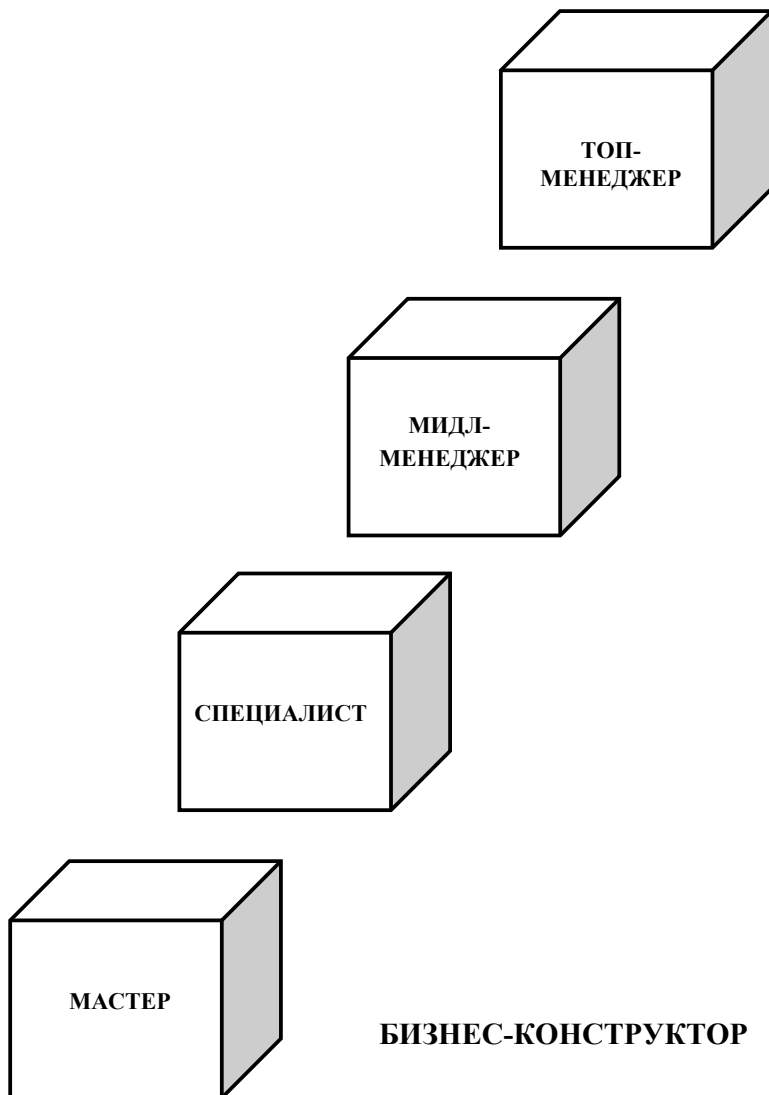 ТОП-
МЕНЕДЖЕР
МИДЛ-
МЕНЕДЖЕР
СПЕЦИАЛИСТ
МАСТЕР
БИЗНЕС-КОНСТРУКТОР